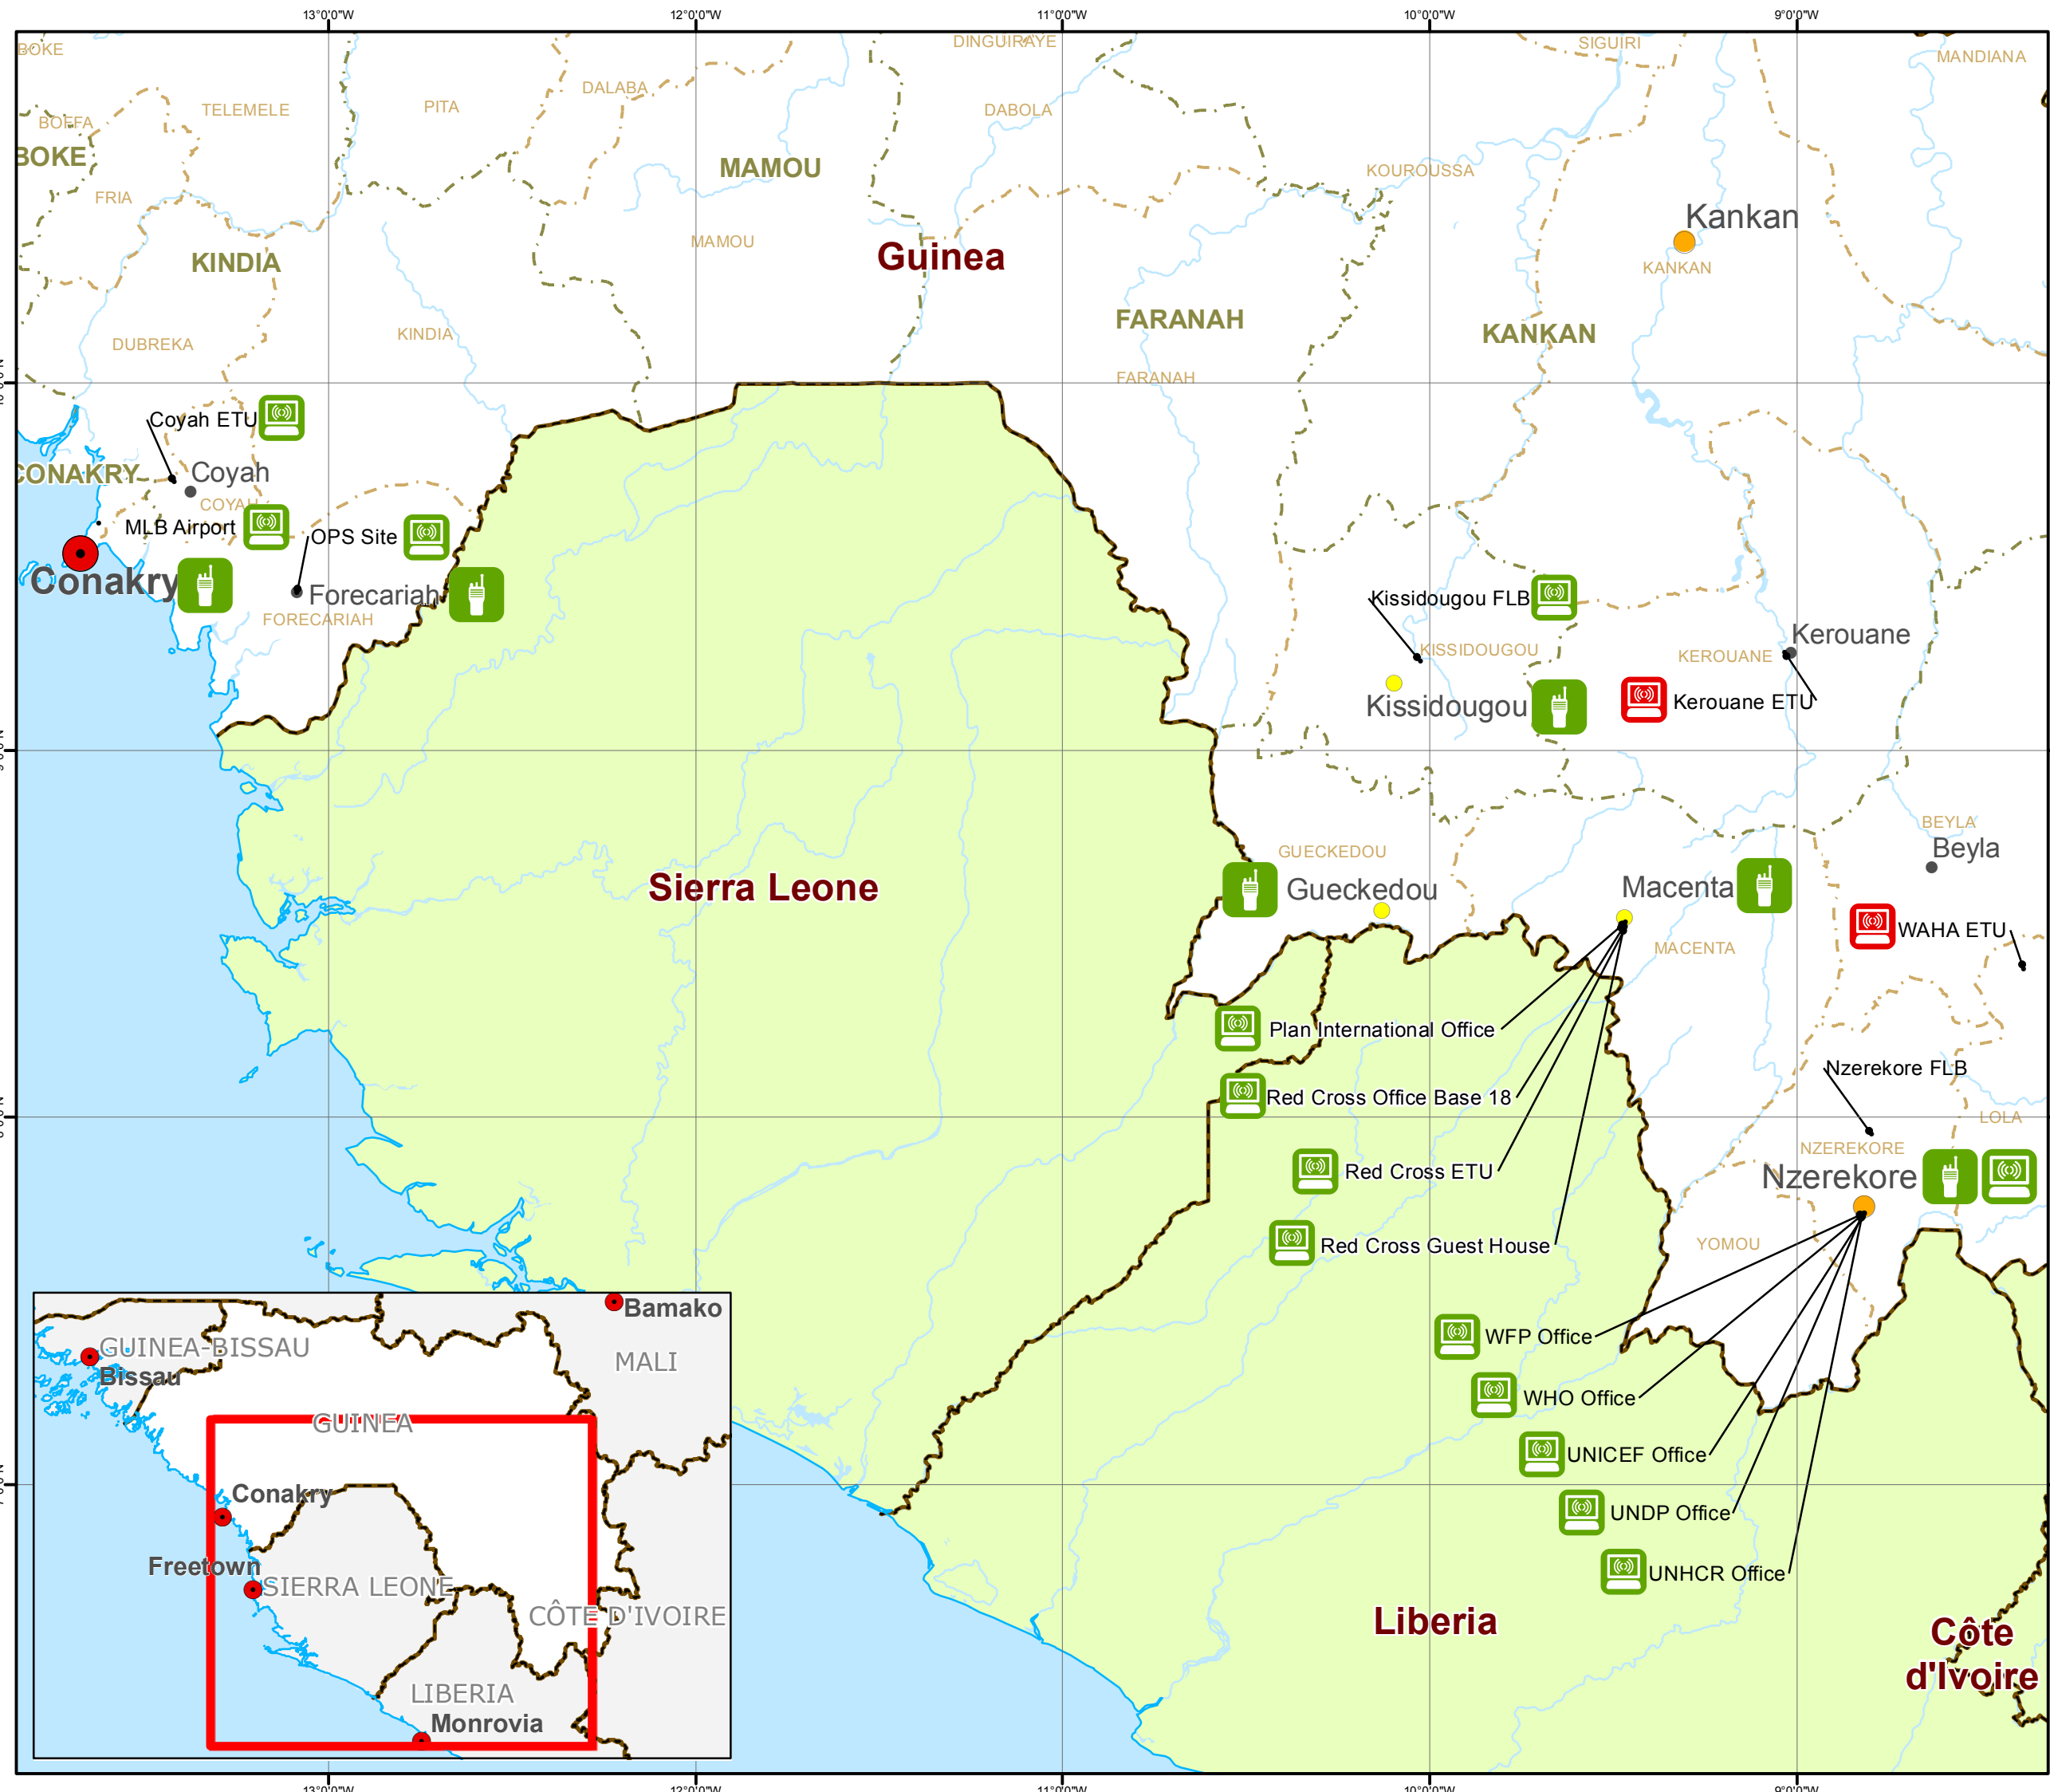 13°0'0"W
12°0'0"W
11°0'0"W
10°0'0"W
9°0'0"W
BOKE
DINGUIRAYE
SIGUIRI
MANDIANA
DALABA
TELEMELE
PITA
DABOLA
BOFFA
BOKE
MAMOU
KOUROUSSA
FRIA
Kankan
MAMOU
Guinea
KINDIA
KANKAN
FARANAH
KANKAN
DUBREKA
KINDIA
FARANAH
Coyah ETU
CONAKRY
Coyah
COYAH
MLB Airport
OPS Site
Conakry
Forecariah
FORECARIAH
Kissidougou FLB
KISSIDOUGOU
Kerouane
KEROUANE
Kissidougou
Kerouane ETU
BEYLA
Beyla
GUECKEDOU
Gueckedou
Macenta
Sierra Leone
WAHA ETU
MACENTA
Plan International Office
Nzerekore FLB
Red Cross Office Base 18
LOLA
NZEREKORE
Red Cross ETU
Nzerekore
Red Cross Guest House
YOMOU
WFP Office
WHO Office
UNICEF Office
UNDP Office
UNHCR Office
Liberia
Côte
d'Ivoire
Bamako
GUINEA-BISSAU
MALI
Bissau
GUINEA
Conakry
Freetown
SIERRA LEONE
CÔTE D'IVOIRE
LIBERIA
Monrovia
13°0'0"W
12°0'0"W
11°0'0"W
10°0'0"W
9°0'0"W